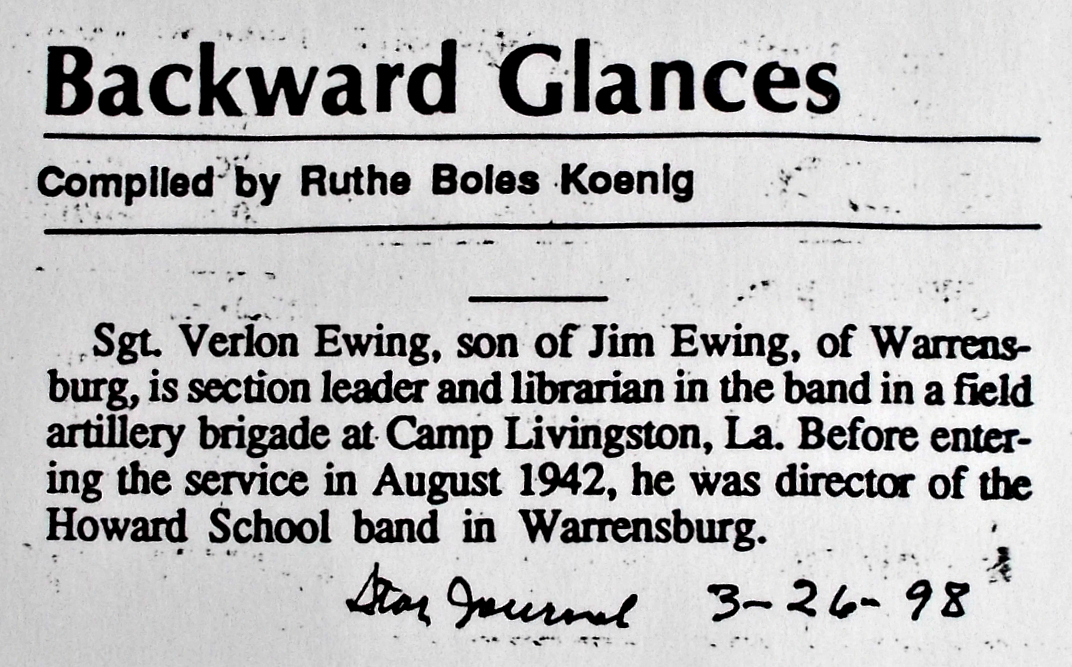 Backward Glances
Compiled by Ruthe Boles Koenig
Sgt. Verlon Ewing, son of Jim Ewing, of Warrens-
burg, is section leader and librarian in the band in a field
artillery brigade at Camp Livingston, La. Before enter-
ing the service in August 1942, he was director of the
Howard School band in Warrensburg.
Star Journal 3-26-98